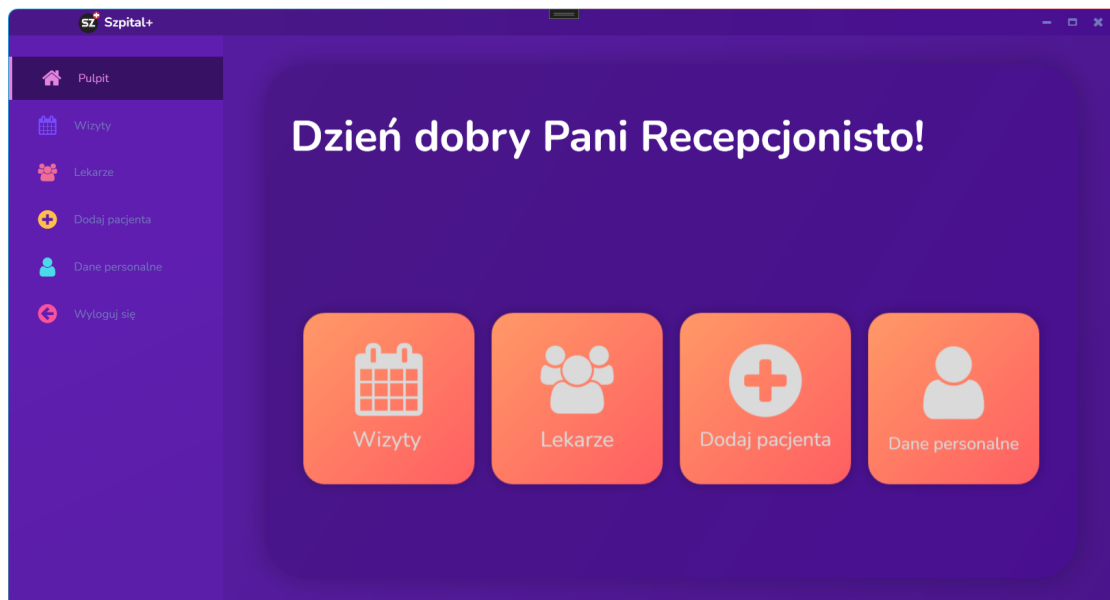 SZ Szpital+
Pulpit
Wizyty
Lekarze
Dodaj pacjenta
Dane personalne
Wyloguj się
Dzień dobry Pani Recepcjonisto!
Wizyty
Lekarze
Dodaj pacjenta
Dane personalne